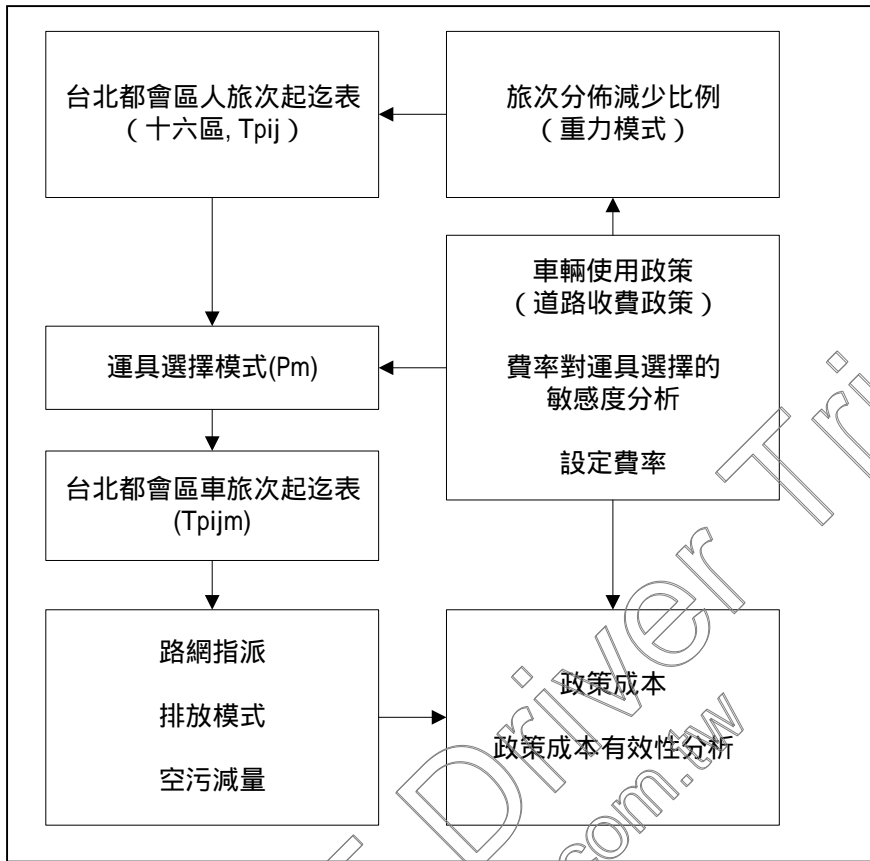 台北都會區人旅次起迄表
（十六區, Tpij）
旅次分佈減少比例
（重力模式）
車輛使用政策
（道路收費政策）
費率對運具選擇的
敏感度分析
設定費率
運具選擇模式(Pm)
台北都會區車旅次起迄表
(Tpijm)
路網指派
排放模式
空污減量
政策成本
政策成本有效性分析
Driver Tri
com.tw